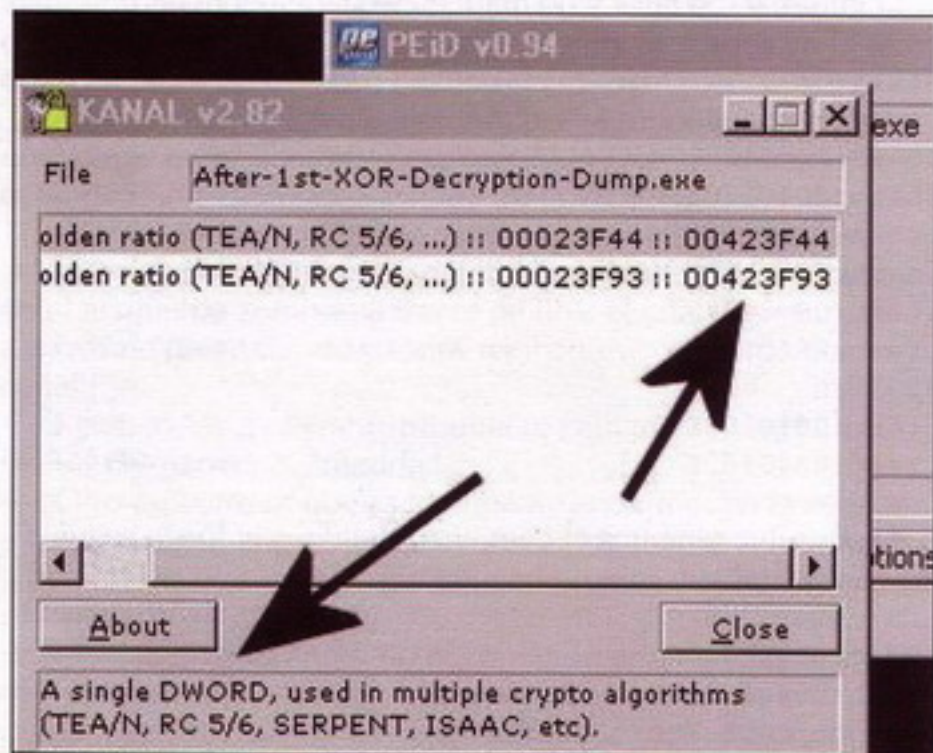 PEiD v0.94
KANAL v2.82
exe
File
After-1st-XOR-Decryption-Dump.exe
olden ratio (TEA/N, RC 5/6, ...) :: 00023F44 :: 00423F44
olden ratio (TEA/N, RC 5/6, ...) :: 00023F93 :: 00423F93
tions
About
Close
A single DWORD, used in multiple crypto algorithms
(TEA/N, RC 5/6, SERPENT, ISAAC, etc).